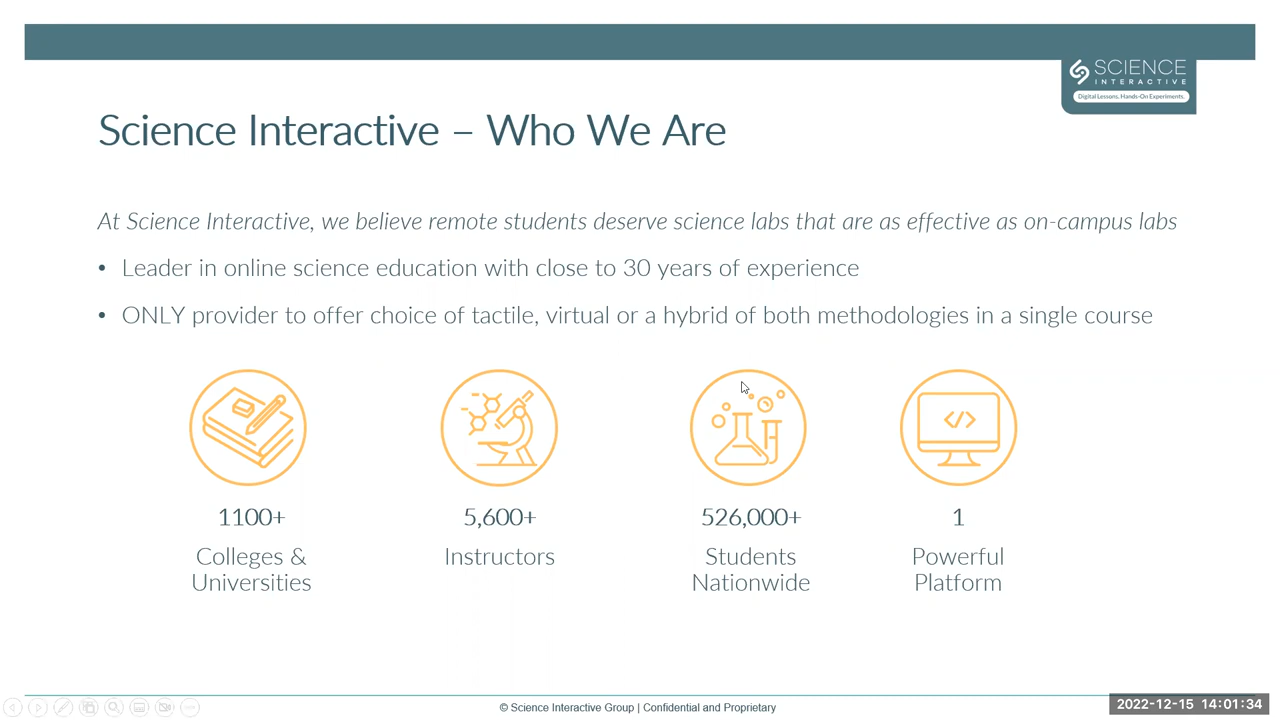 SCIENCE
INTERACTIVE
Digital Lessons, Hands-On Experiments.
Science Interactive – Who We Are
At Science Interactive, we believe remote students deserve science labs that are as effective as on-campus labs
• Leader in online science education with close to 30 years of experience
• ONLY provider to offer choice of tactile, virtual or a hybrid of both methodologies in a single course
1100+
Colleges &
Universities
5,600+
Instructors
526,000+
Students
Nationwide
1
Powerful
Platform
© Science Interactive Group | Confidential and Proprietary
2022-12-15 14:01:34